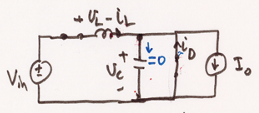 + V_L - i_L
+
V_c
-
=0
i_D
V_in
±
I_o